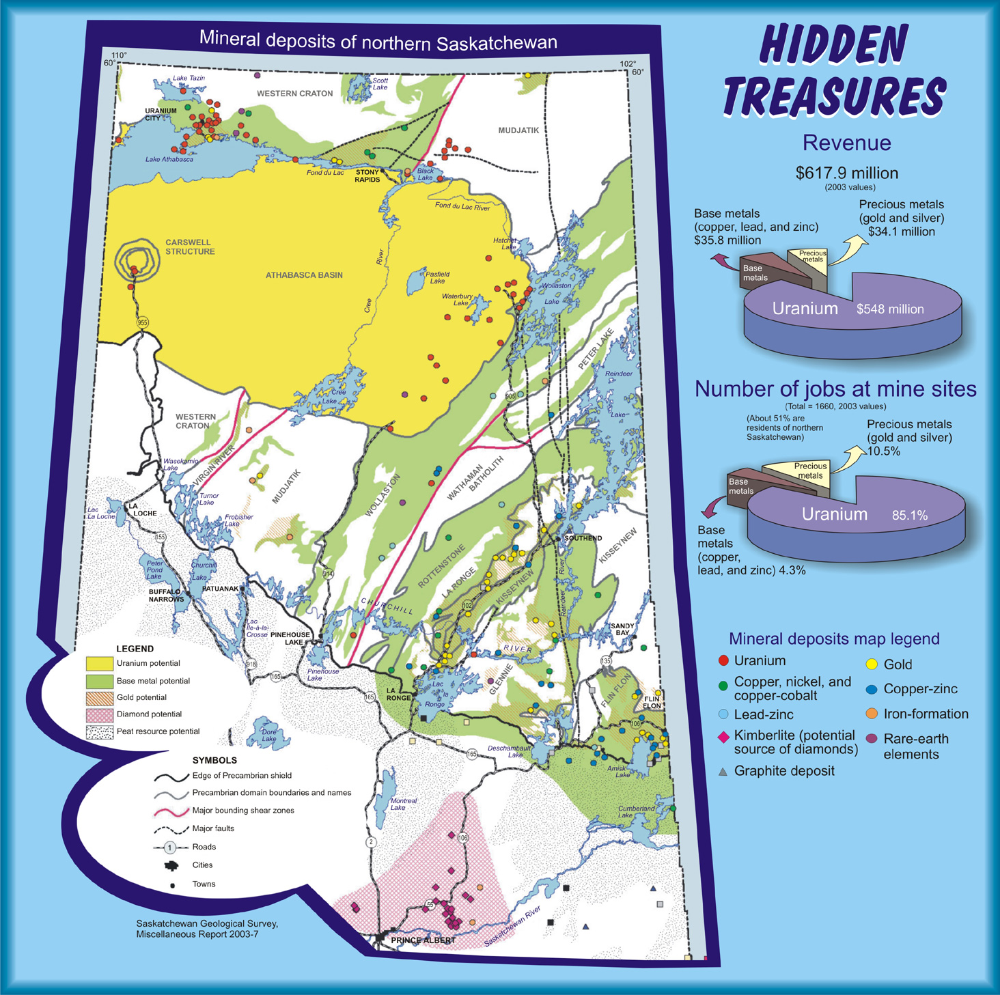 Mineral deposits of northern Saskatchewan
110°
60°
102°
60°
Lake Tazin
WESTERN CRATON
Scott
Lake
URANIUM
CITY
MUDJATIK
Lake Athabasca
Fond du Lac
STONY
RAPIDS
Black
Lake
Fond du Lac River
CARSWELL
STRUCTURE
Hatchet
Lake
ATHABASCA BASIN
River
Cree
Pasfield
Lake
Waterbury
Lake
Wollaston
Lake
955
PETER LAKE
Reindeer
Lake
Cree
Lake
905
WESTERN
CRATON
VIRGIN RIVER
Wasekamio
Lake
MUDJATIK
WOLLASTON
WATHAMAN
BATHOLITH
Turnor
Lake
LA
LOCHE
Lac
La Loche
Frobisher
Lake
155
SOUTHEND
KISSEYNEW
Peter
Pond
Lake
Churchill
Lake
914
ROTTENSTONE
LA RONGE
KISSEYNEW
River
Reindeer
BUFFALO
NARROWS
PATUANAK
102
CHURCHILL
RIVER
Lac
Île-à-la-
Crosse
PINEHOUSE
LAKE
SANDY
BAY
918
165
Pinehouse
Lake
135
GLENNIE
FLIN FLON
LA
RONGE
Lac
la
Ronge
165
FLIN
FLON
106
Doré
Lake
Deschambault
Lake
165
Amisk
Lake
Montreal
Lake
Cumberland
Lake
2
106
55
Saskatchewan River
PRINCE ALBERT
LEGEND
Uranium potential
Base metal potential
Gold potential
Diamond potential
Peat resource potential
SYMBOLS
Edge of Precambrian shield
Precambrian domain boundaries and names
Major bounding shear zones
Major faults
1
Roads
Cities
Towns
Saskatchewan Geological Survey,
Miscellaneous Report 2003-7
HIDDEN
TREASURES
Revenue
$617.9 million
(2003 values)
Base metals
(copper, lead, and zinc)
$35.8 million
Precious metals
(gold and silver)
$34.1 million
Base
metals
Precious
metals
Uranium
$548 million
Number of jobs at mine sites
(Total = 1660, 2003 values)
(About 51% are
residents of northern
Saskatchewan)
Precious metals
(gold and silver)
10.5%
Base
metals
Precious
metals
Uranium
85.1%
Base
metals
(copper,
lead, and zinc) 4.3%
Mineral deposits map legend
Uranium
Gold
Copper, nickel, and
copper-cobalt
Copper-zinc
Lead-zinc
Iron-formation
Kimberlite (potential
source of diamonds)
Rare-earth
elements
Graphite deposit